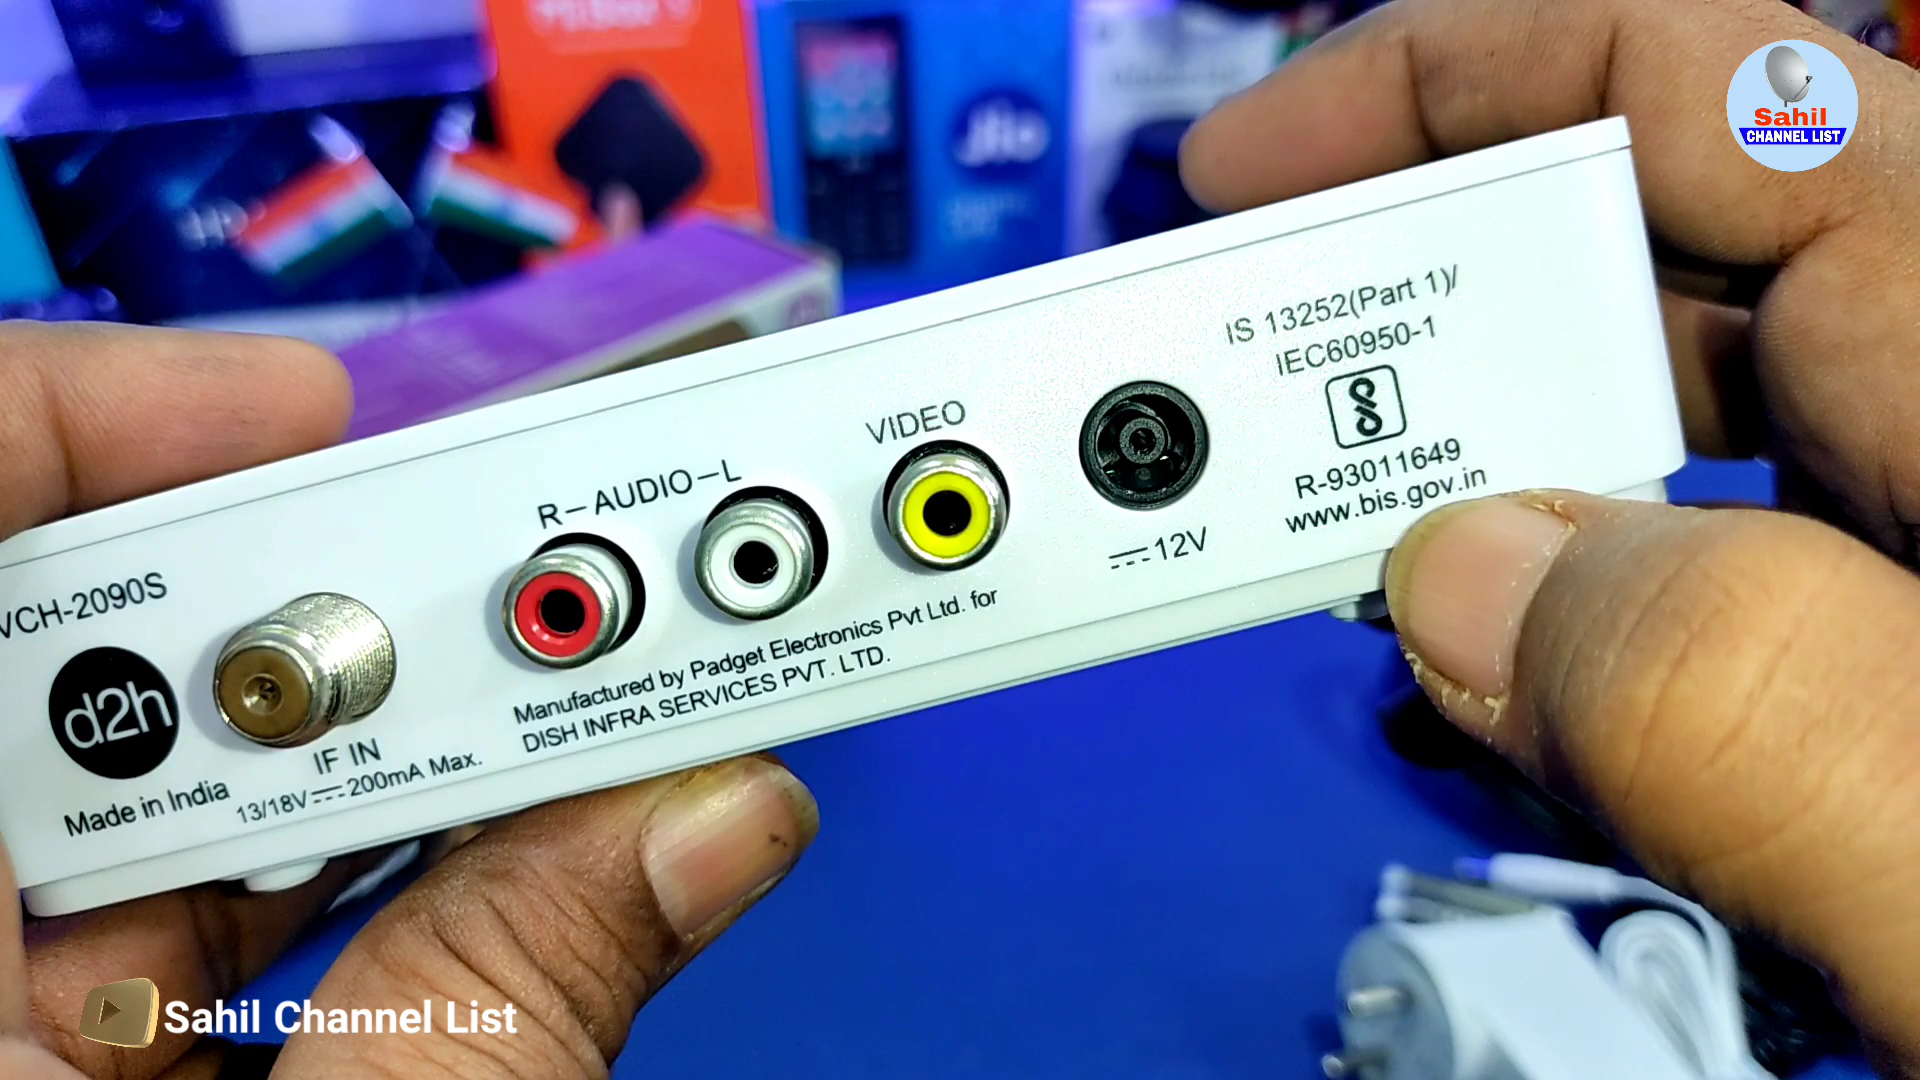 Sahil
CHANNEL LIST
Jio
IS 13252(Part 1)/
IEC60950-1
R-93011649
www.bis.gov.in
VIDEO
12V
R-AUDIO-L
Manufactured by Padget Electronics Pvt Ltd. for
DISH INFRA SERVICES PVT. LTD.
VCH-2090S
d2h
Made in India
IF IN
13/18V 200mA Max.
Sahil Channel List